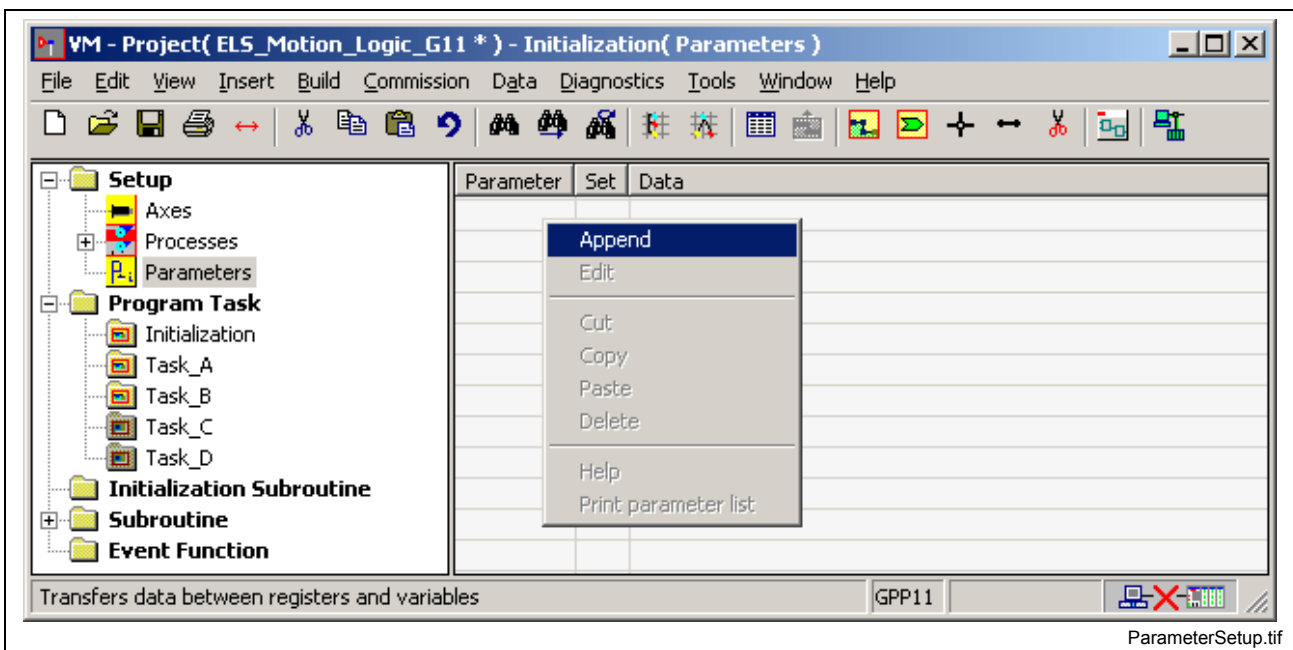 VM - Project( ELS_Motion_Logic_G11 * ) - Initialization( Parameters )
File Edit View Insert Build Commission Data Diagnostics Tools Window Help
Setup
Axes
Processes
Parameters
Program Task
Initialization
Task_A
Task_B
Task_C
Task_D
Initialization Subroutine
Subroutine
Event Function
Parameter Set Data
Append
Edit
Cut
Copy
Paste
Delete
Help
Print parameter list
Transfers data between registers and variables GPP11
ParameterSetup.tif